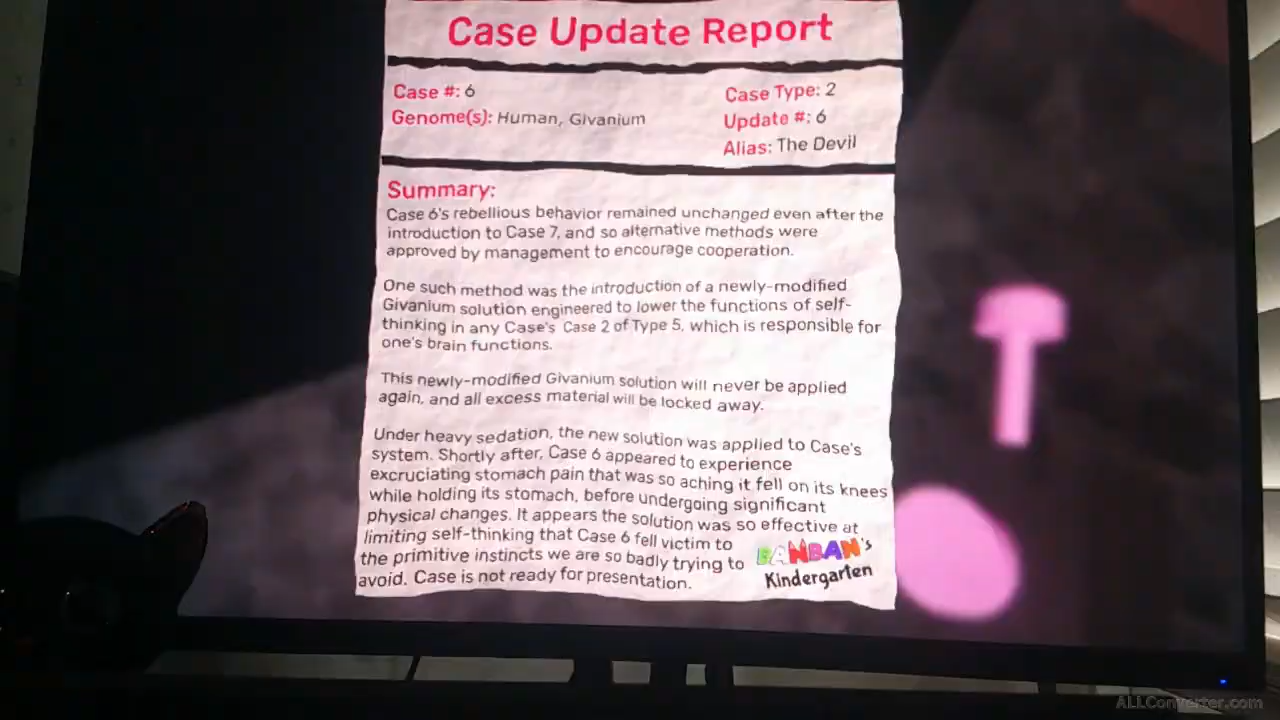 Case Update Report
Case #: 6
Genome(s): Human, Givanium
Case Type: 2
Update #: 6
Alias: The Devil
Summary:
Case 6's rebellious behavior remained unchanged even after the
introduction to Case 7, and so alternative methods were
approved by management to encourage cooperation.
One such method was the introduction of a newly-modified
Givanium solution engineered to lower the functions of self-
thinking in any Case's Case 2 of Type 5, which is responsible for
one's brain functions.
This newly-modified Givanium solution will never be applied
again, and all excess material will be locked away.
Under heavy sedation, the new solution was applied to Case's
system. Shortly after, Case 6 appeared to experience
excruciating stomach pain that was so aching it fell on its knees
while holding its stomach, before undergoing significant
physical changes. It appears the solution was so effective at
limiting self-thinking that Case 6 fell victim to
the primitive instincts we are so badly trying to
avoid. Case is not ready for presentation.
BANBAN's
Kindergarten
ALLConverter.com